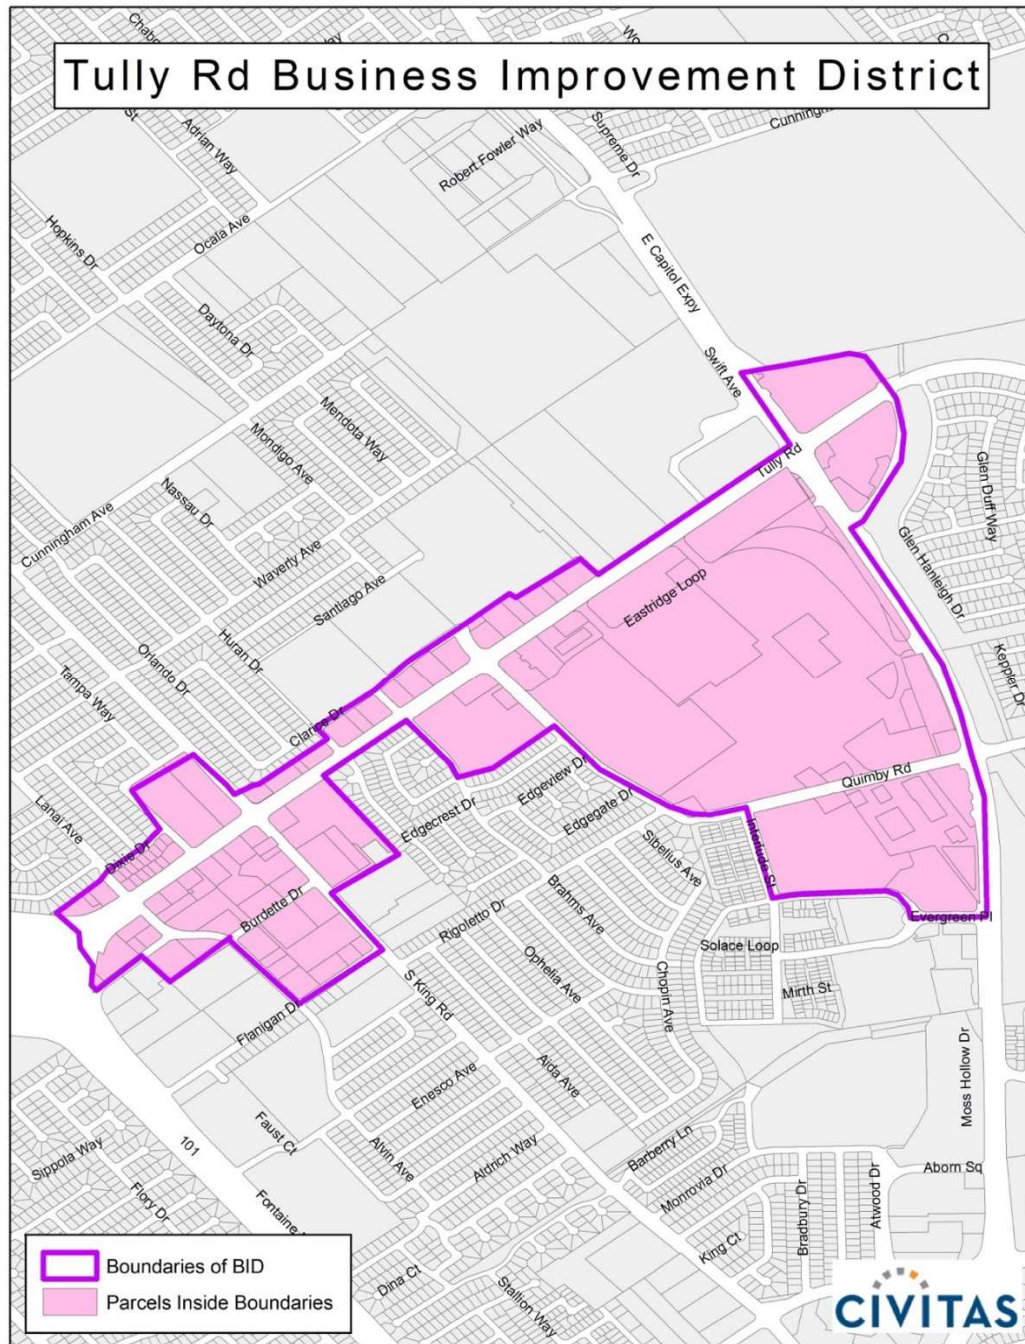 Tully Rd Business Improvement District
Adrian Way
Robert Fowler Way
Supreme Dr
Hopkins Dr
Ocala Ave
E Capitol Expy
Daytona Dr
Swift Ave
Mendota Way
Mondigo Ave
Tully Rd
Glen Duff Way
Nassau Dr
Cunningham Ave
Waverly Ave
Glen Hanleigh Dr
Santiago Ave
Eastridge Loop
Huran Dr
Orlando Dr
Keppler Dr
Tampa Way
Clarice Dr
Quimby Rd
Edgeview Dr
Edgecrest Dr
Edgegate Dr
Lanai Ave
Dixie Dr
Sibelius Ave
Interlude St
Burdette Dr
Rigoletto Dr
Brahms Ave
Evergreen Pl
Solace Loop
Ophelia Ave
Mirth St
S King Rd
Chopin Ave
Flanigan Dr
Aida Ave
Enesco Ave
Moss Hollow Dr
Faust Ct
101
Sippola Way
Alvin Ave
Aldrich Way
Barberry Ln
Aborn Sq
Monrovia Dr
Flory Dr
Fontaine
Bradbury Dr
Atwood Dr
King Ct
Dina Ct
Stallion Way
Boundaries of BID
Parcels Inside Boundaries
CIVITAS